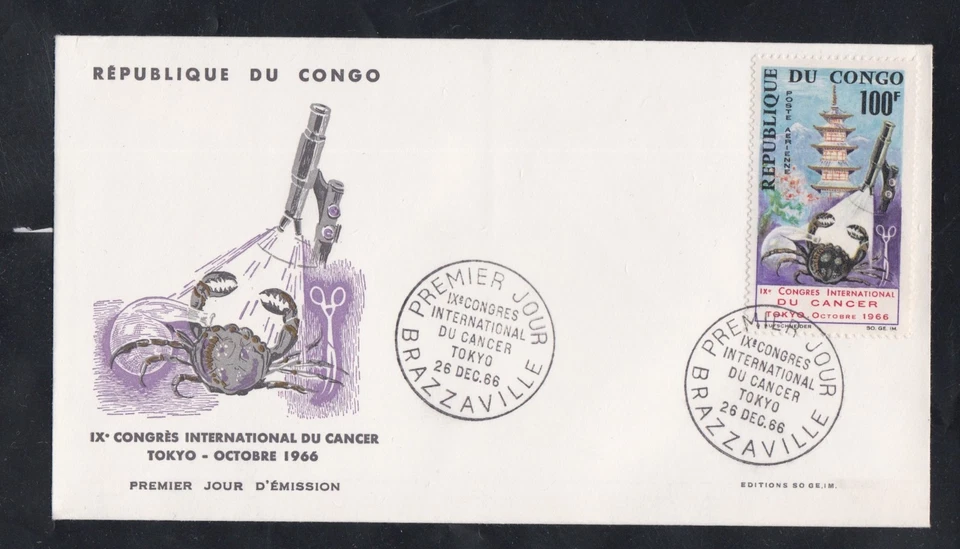 RÉPUBLIQUE DU CONGO
IXe CONGRÈS INTERNATIONAL DU CANCER
TOKYO - OCTOBRE 1966
PREMIER JOUR D'ÉMISSION
PREMIER JOUR
IXe CONGRES
INTERNATIONAL
DU CANCER
TOKYO
26 DEC. 66
BRAZZAVILLE
REPUBLIQUE DU CONGO
100F
POSTE AERIENNE
IXe CONGRES INTERNATIONAL
DU CANCER
TOKYO. OCTOBRE 1966
SO. GE. IM.
PREMIER JOUR
IXe CONGRES
INTERNATIONAL
DU CANCER
TOKYO
26 DEC. 66
BRAZZAVILLE
EDITIONS SO GE, IM.